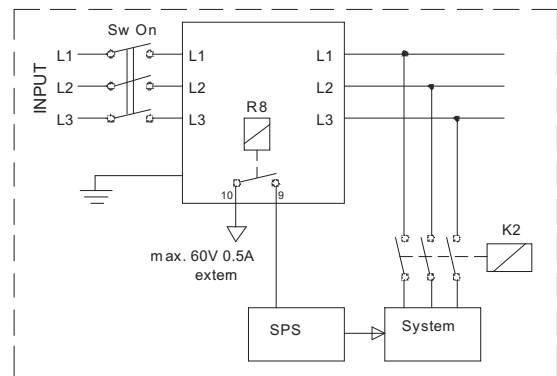 Sw On
INPUT
L1
L2
L3
L1
L2
L3
L1
L2
L3
R8
10
9
max. 60V 0.5A
extern
K2
SPS
System